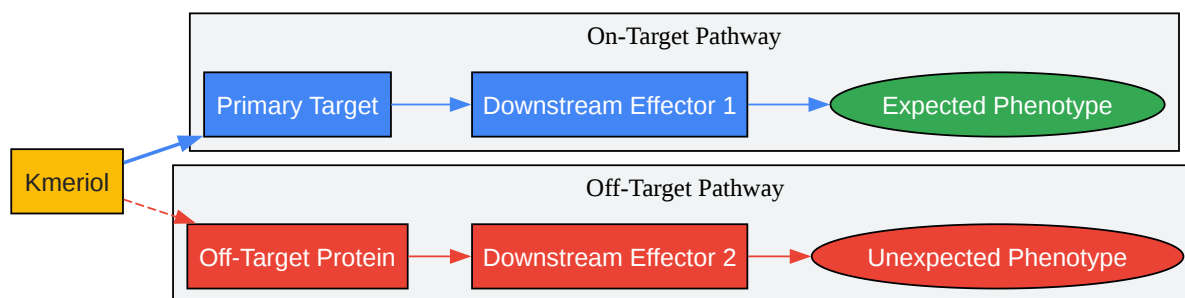 On-Target Pathway
Primary Target
Downstream Effector 1
Expected Phenotype
Kmeriol
Off-Target Pathway
Off-Target Protein
Downstream Effector 2
Unexpected Phenotype